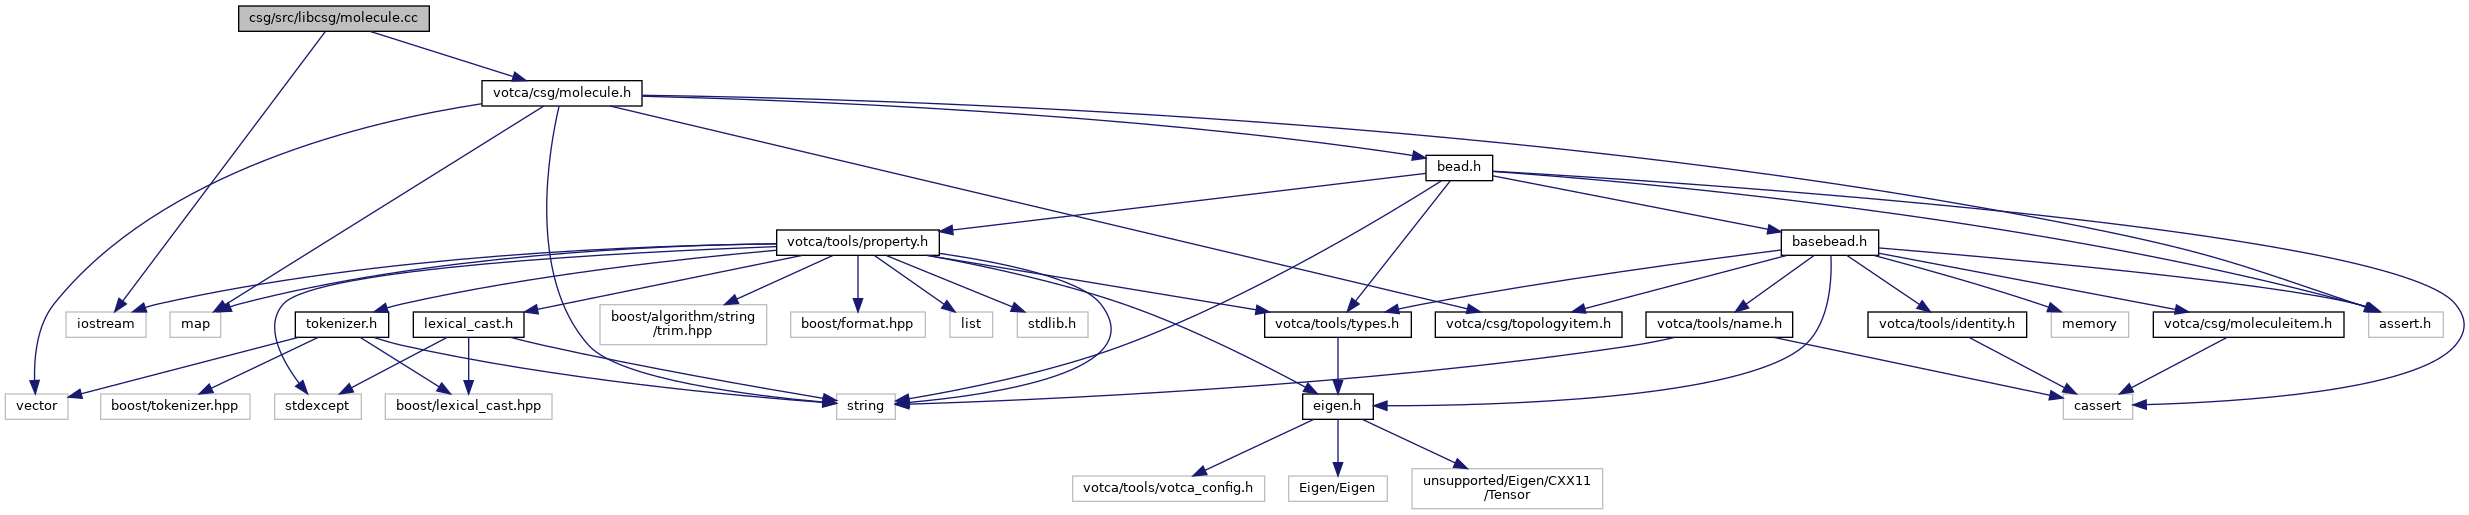 csg/src/libcsg/molecule.cc
votca/csg/molecule.h
bead.h
votca/tools/property.h
basebead.h
iostream
map
tokenizer.h
lexical_cast.h
boost/algorithm/string
/trim.hpp
boost/format.hpp
list
stdlib.h
votca/tools/types.h
votca/csg/topologyitem.h
votca/tools/name.h
votca/tools/identity.h
memory
votca/csg/moleculeitem.h
assert.h
vector
boost/tokenizer.hpp
stdexcept
boost/lexical_cast.hpp
string
eigen.h
cassert
votca/tools/votca_config.h
Eigen/Eigen
unsupported/Eigen/CXX11
/Tensor